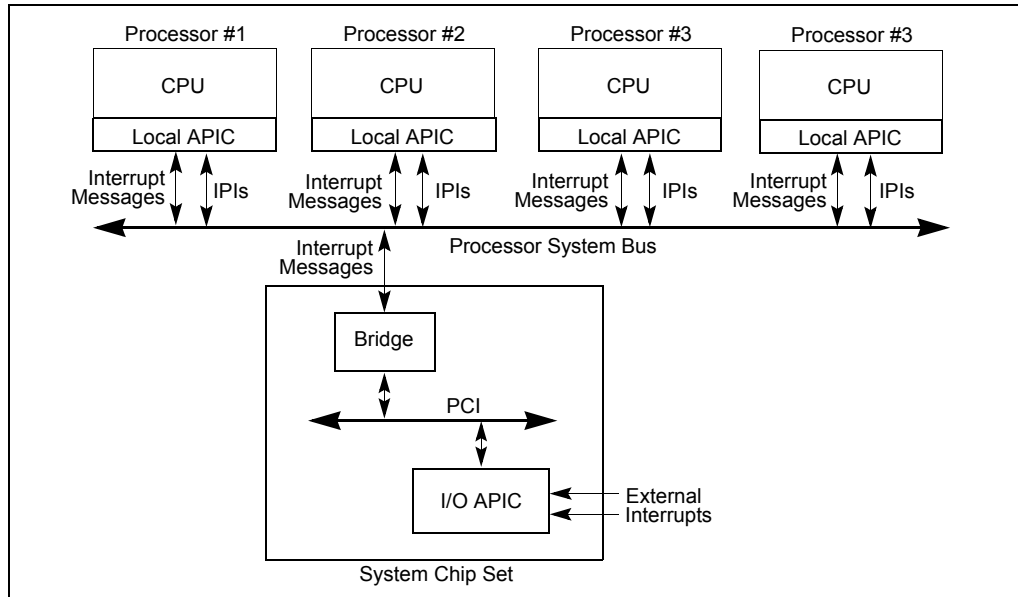 Processor #1
Processor #2
Processor #3
Processor #3
CPU
CPU
CPU
CPU
Local APIC
Local APIC
Local APIC
Local APIC
Interrupt
Messages
IPIs
Interrupt
Messages
IPIs
Interrupt
Messages
IPIs
Interrupt
Messages
IPIs
Processor System Bus
Interrupt
Messages
Bridge
PCI
I/O APIC
External
Interrupts
System Chip Set